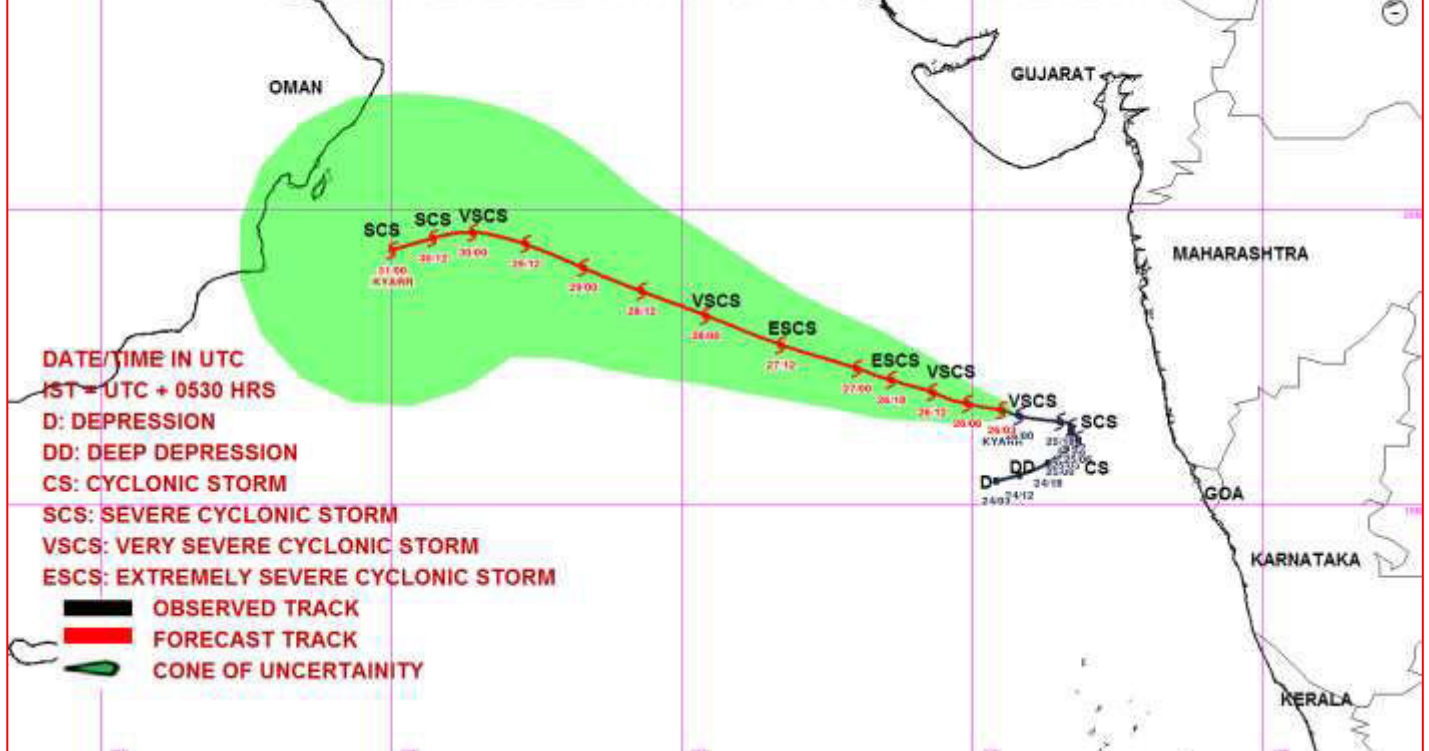 OMAN
GUJARAT
SCS
SCS
VSCS
31/00
KYARR
30/12
30/00
29/12
29/00
28/12
VSCS
28/00
ESCS
27/12
ESCS
27/00
26/18
VSCS
26/12
VSCS
26/03
KYARR
SCS
CS
DD
D
24/18
24/12
24/03
MAHARASHTRA
GOA
KARNATAKA
KERALA
DATE/TIME IN UTC
IST = UTC + 0530 HRS
D: DEPRESSION
DD: DEEP DEPRESSION
CS: CYCLONIC STORM
SCS: SEVERE CYCLONIC STORM
VSCS: VERY SEVERE CYCLONIC STORM
ESCS: EXTREMELY SEVERE CYCLONIC STORM
OBSERVED TRACK
FORECAST TRACK
CONE OF UNCERTAINITY